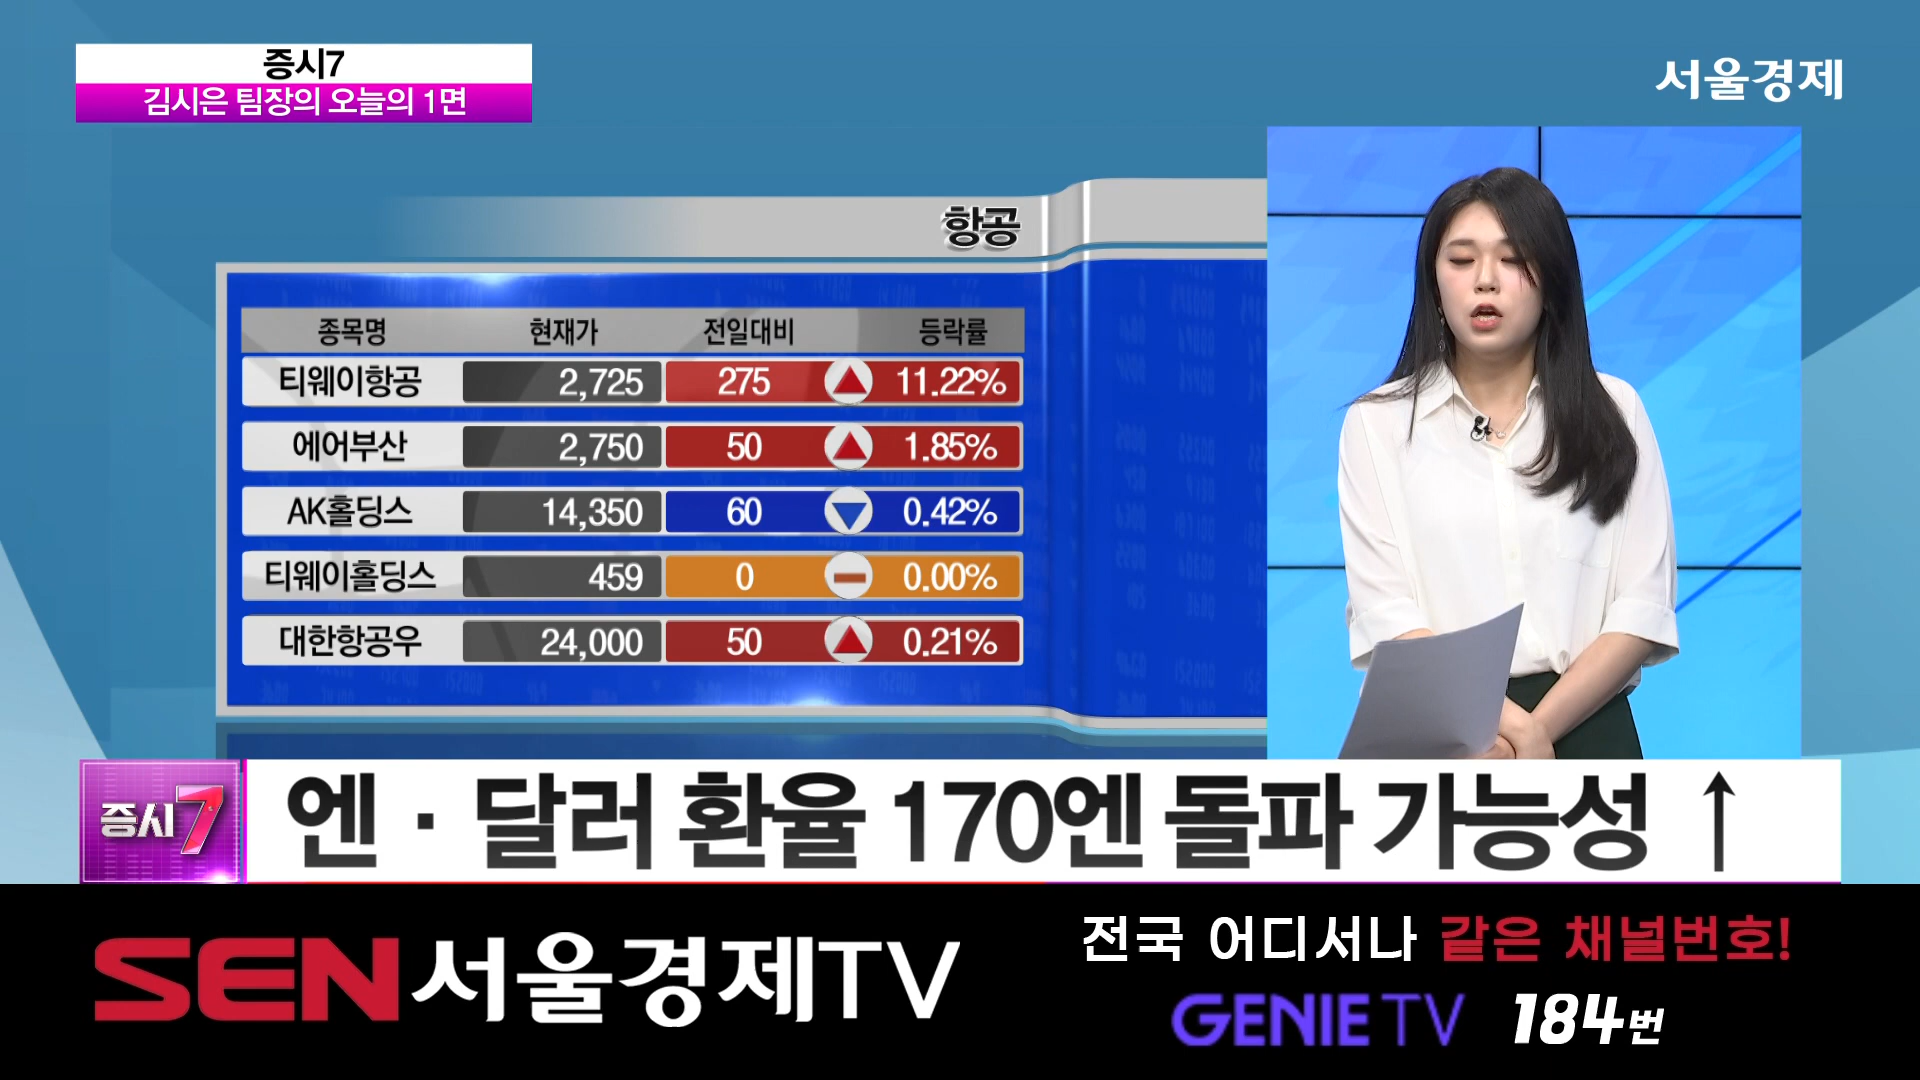 증시7
김시은 팀장의 오늘의 1면
서울경제
항공
종목명 현재가 전일대비 등락률
티웨이항공 2,725 275 11.22%
에어부산 2,750 50 1.85%
AK홀딩스 14,350 60 0.42%
티웨이홀딩스 459 0 0.00%
대한항공우 24,000 50 0.21%
증시7
엔 · 달러 환율 170엔 돌파 가능성 ↑
SEN서울경제TV
전국 어디서나 같은 채널번호!
GENIE TV 184번